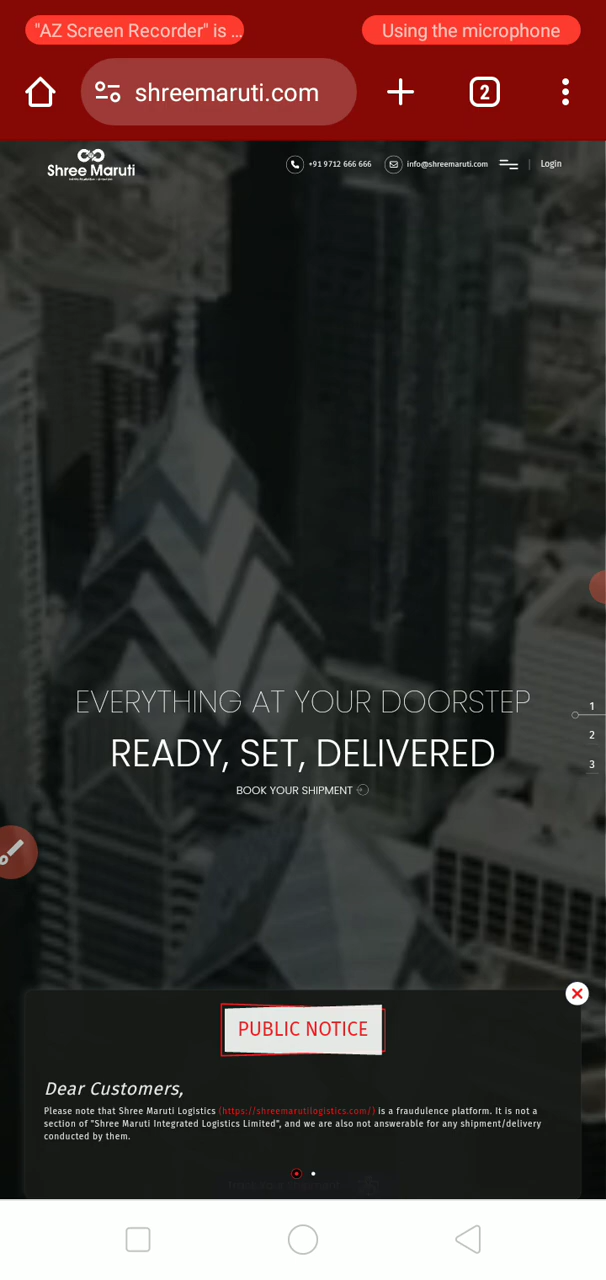 "AZ Screen Recorder" is ...
Using the microphone
2
shreemaruti.com
Shree Maruti
+91 9712 666 666
info@shreemaruti.com
Login
EVERYTHING AT YOUR DOORSTEP
1
2
READY, SET, DELIVERED
3
BOOK YOUR SHIPMENT
PUBLIC NOTICE
Dear Customers,
Please note that Shree Maruti Logistics (https://shreemarutilogistics.com/) is a fraudulence platform. It is not a
section of "Shree Maruti Integrated Logistics Limited", and we are also not answerable for any shipment/delivery
conducted by them.